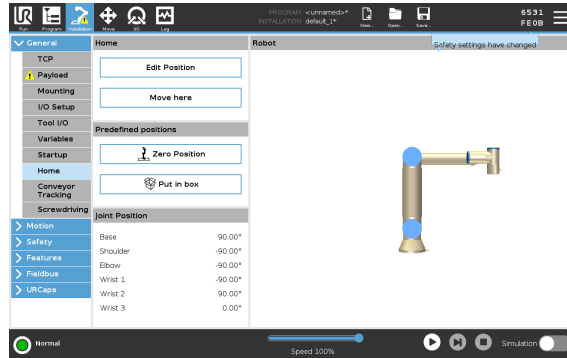 PROGRAM <unnamed>*
INSTALLATION default_1*
Run
Program
Installation
Move
I/O
Log
New...
Open...
Save...
6531
FE0B
Safety settings have changed
General
TCP
Payload
Mounting
I/O Setup
Tool I/O
Variables
Startup
Home
Conveyor
Tracking
Screwdriving
Motion
Safety
Features
Fieldbus
URCaps
Home
Edit Position
Move here
Predefined positions
Zero Position
Put in box
Joint Position
Base 90.00°
Shoulder -90.00°
Elbow -90.00°
Wrist 1 -90.00°
Wrist 2 90.00°
Wrist 3 0.00°
Robot
Normal
Speed 100%
Simulation